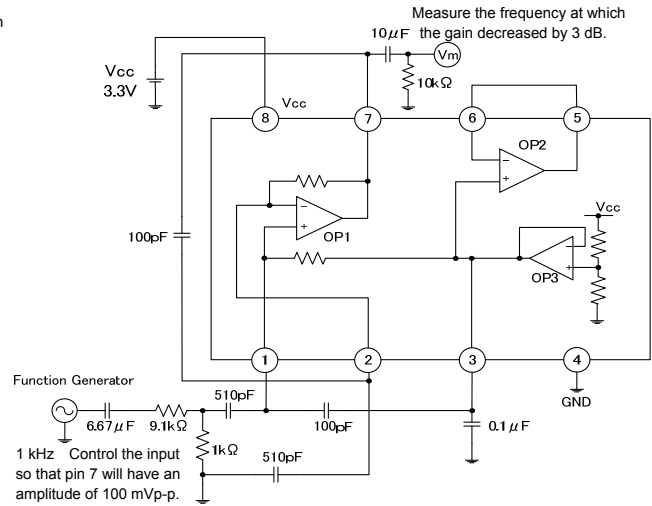 n
Measure the frequency at which
the gain decreased by 3 dB.
10μF
Vm
10kΩ
Vcc
3.3V
Vcc
8
7
6
5
OP2
−
+
Vcc
−
+
OP1
−
+
OP3
100pF
1
2
3
4
GND
Function Generator
510pF
6.67μF
9.1kΩ
100pF
0.1μF
1kΩ
510pF
1 kHz Control the input
so that pin 7 will have an
amplitude of 100 mVp-p.